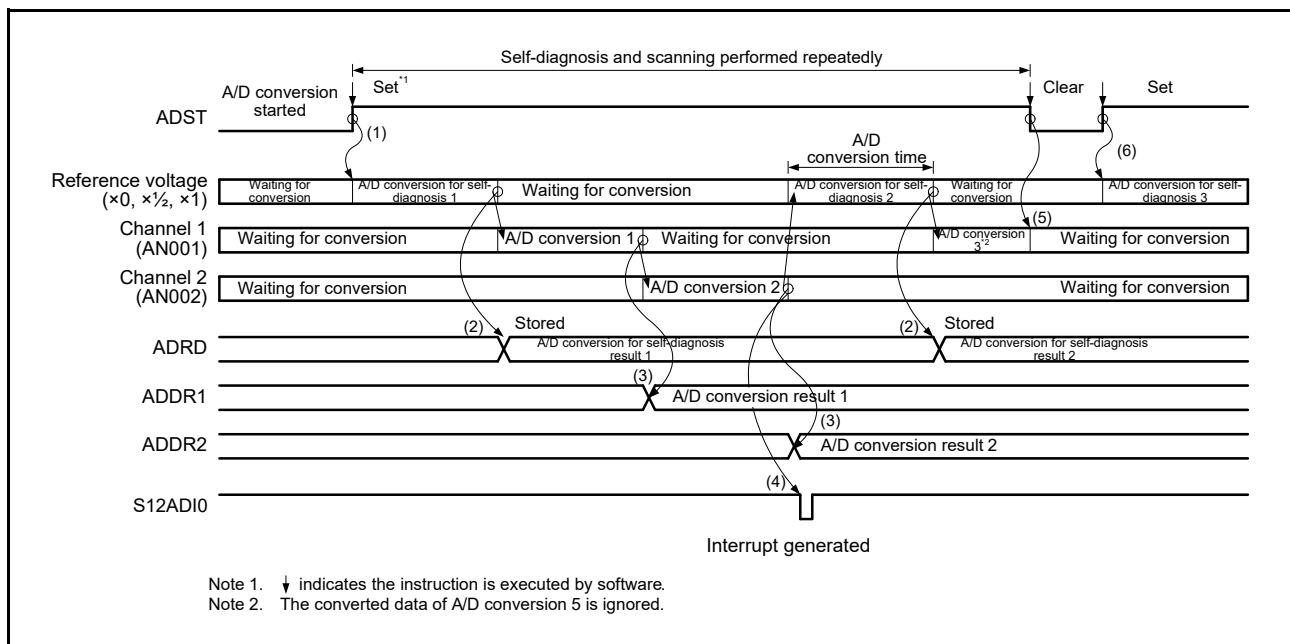 Self-diagnosis and scanning performed repeatedly
A/D conversion
started
Set*1
Clear
Set
ADST
(1)
A/D
conversion time
(6)
Reference voltage
(×0, ×½, ×1)
Waiting for
conversion
A/D conversion for self-
diagnosis 1
Waiting for conversion
A/D conversion for self-
diagnosis 2
Waiting for
conversion
A/D conversion for self-
diagnosis 3
(5)
Channel 1
(AN001)
Waiting for conversion
A/D conversion 1
Waiting for conversion
A/D conversion
3*2
Waiting for conversion
Channel 2
(AN002)
Waiting for conversion
A/D conversion 2
Waiting for conversion
(2)
Stored
(2)
Stored
ADRD
A/D conversion for self-diagnosis
result 1
A/D conversion for self-diagnosis
result 2
(3)
ADDR1
A/D conversion result 1
(3)
ADDR2
A/D conversion result 2
(4)
S12ADI0
Interrupt generated
Note 1. ↓ indicates the instruction is executed by software.
Note 2. The converted data of A/D conversion 5 is ignored.